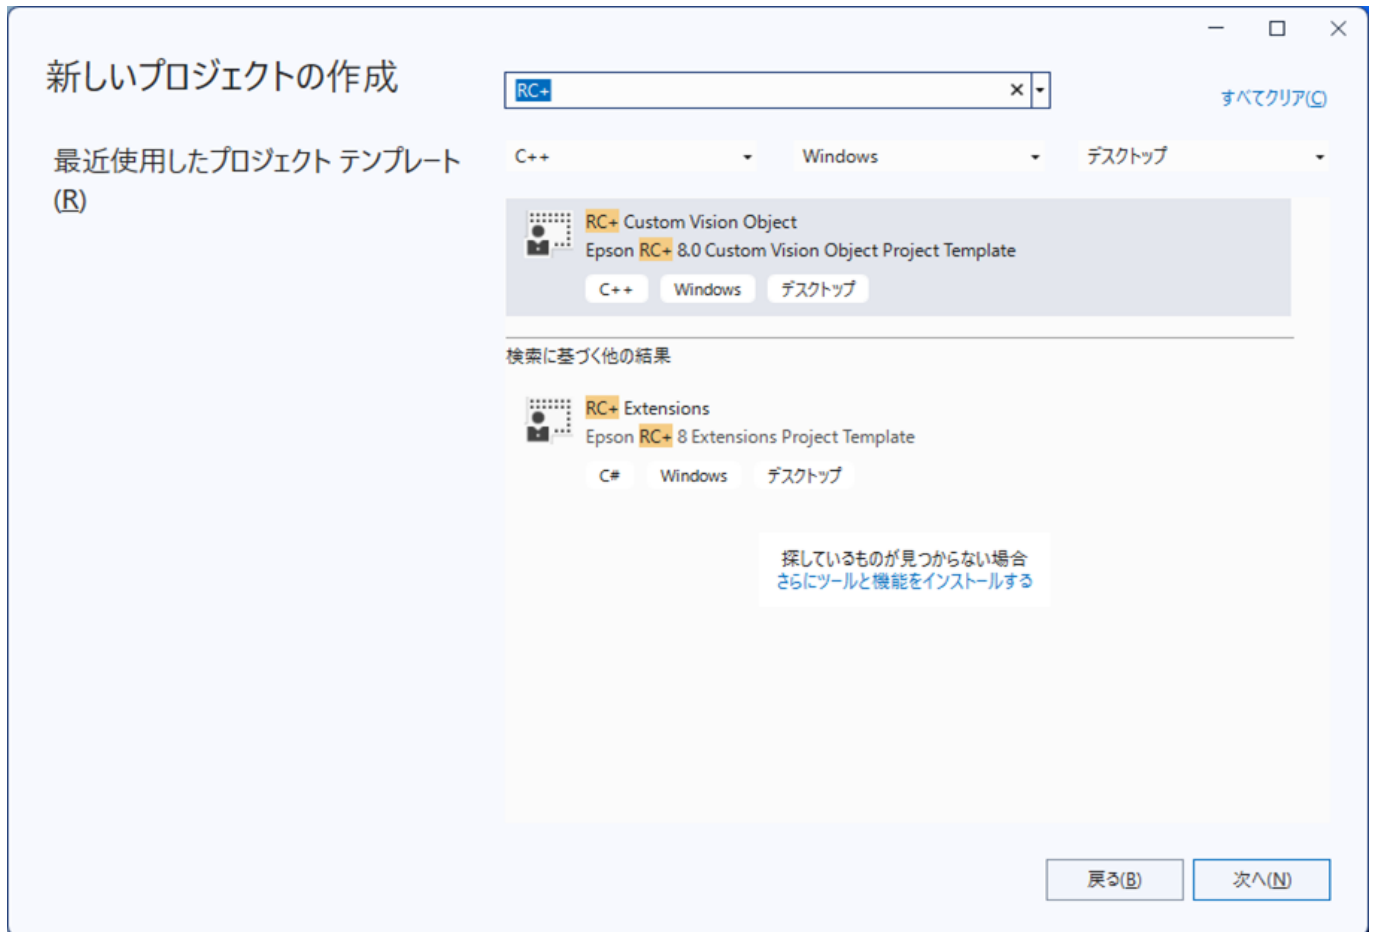 新しいプロジェクトの作成
RC+
すべてクリア(C)
最近使用したプロジェクト テンプレート
(R)
C++
Windows
デスクトップ
RC+ Custom Vision Object
Epson RC+ 8.0 Custom Vision Object Project Template
C++ Windows デスクトップ
検索に基づく他の結果
RC+ Extensions
Epson RC+ 8 Extensions Project Template
C# Windows デスクトップ
探しているものが見つからない場合
さらにツールと機能をインストールする
戻る(B)
次へ(N)